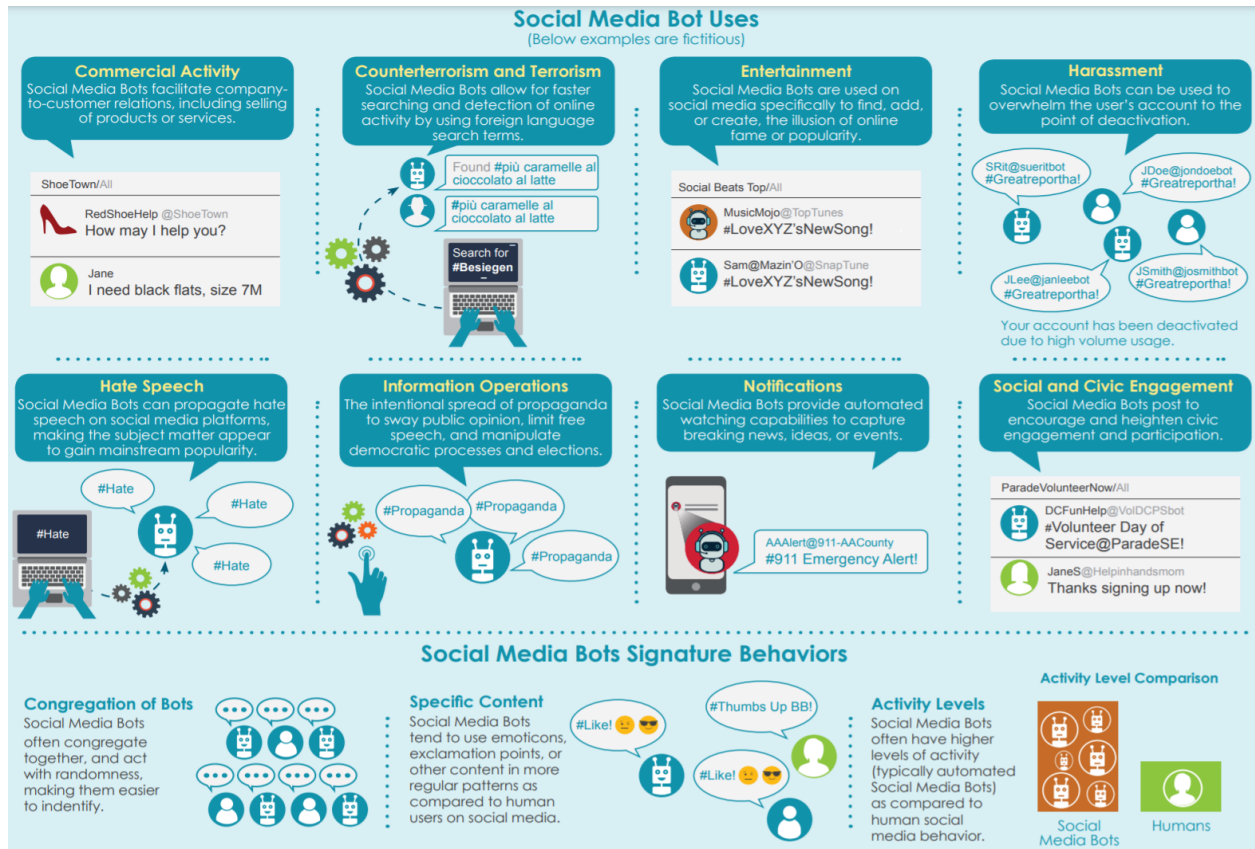 Social Media Bot Uses
(Below examples are fictitious)
Commercial Activity
Social Media Bots facilitate company-
to-customer relations, including selling
of products or services.
ShoeTown/All
RedShoeHelp @ShoeTown
How may I help you?
Jane
I need black flats, size 7M
Counterterrorism and Terrorism
Social Media Bots allow for faster
searching and detection of online
activity by using foreign language
search terms.
Found #più caramelle al
cioccolato al latte
#più caramelle al
cioccolato al latte
Search for
#Besiegen
Entertainment
Social Media Bots are used on
social media specifically to find, add,
or create, the illusion of online
fame or popularity.
Social Beats Top/All
MusicMojo@TopTunes
#LoveXYZ'sNewSong!
Sam@Mazin'O@SnapTune
#LoveXYZ'sNewSong!
Harassment
Social Media Bots can be used to
overwhelm the user's account to the
point of deactivation.
SRit@sueritbot
#Greatreportha!
JDoe@jondoebot
#Greatreportha!
JLee@janleebot
#Greatreportha!
JSmith@josmithbot
#Greatreportha!
Your account has been deactivated
due to high volume usage.
Hate Speech
Social Media Bots can propagate hate
speech on social media platforms,
making the subject matter appear
to gain mainstream popularity.
#Hate
#Hate
#Hate
#Hate
Information Operations
The intentional spread of propaganda
to sway public opinion, limit free
speech, and manipulate
democratic processes and elections.
#Propaganda
#Propaganda
#Propaganda
Notifications
Social Media Bots provide automated
watching capabilities to capture
breaking news, ideas, or events.
AAAlert@911-AACounty
#911 Emergency Alert!
Social and Civic Engagement
Social Media Bots post to
encourage and heighten civic
engagement and participation.
ParadeVolunteerNow/All
DCFunHelp@VolDCPSbot
#Volunteer Day of
Service@ParadeSE!
JaneS@Helpinhandsmom
Thanks signing up now!
Social Media Bots Signature Behaviors
Congregation of Bots
Social Media Bots
often congregate
together, and act
with randomness,
making them easier
to indentify.
Specific Content
Social Media Bots
tend to use emoticons,
exclamation points, or
other content in more
regular patterns as
compared to human
users on social media.
#Like! 😐 😎
#Thumbs Up BB!
#Like! 😐 😎
Activity Levels
Social Media Bots
often have higher
levels of activity
(typically automated
Social Media Bots)
as compared to
human social
media behavior.
Activity Level Comparison
Social
Media Bots
Humans